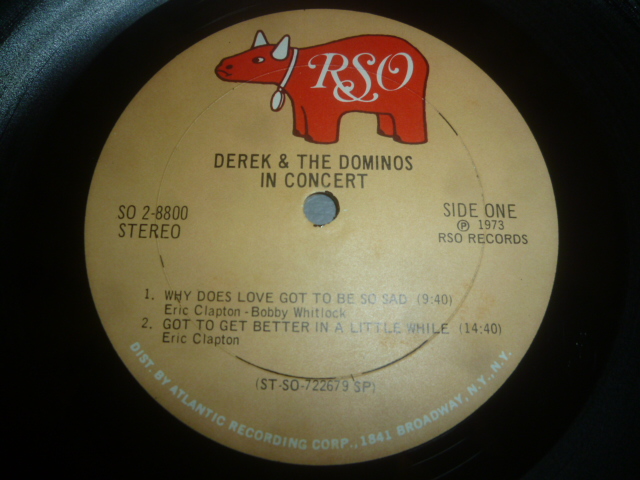 RSO
DEREK & THE DOMINOS
IN CONCERT
SO 2-8800
STEREO
SIDE ONE
℗ 1973
RSO RECORDS
1. WHY DOES LOVE GOT TO BE SO SAD (9:40)
Eric Clapton-Bobby Whitlock
2. GOT TO GET BETTER IN A LITTLE WHILE (14:40)
Eric Clapton
(ST-SO-722679 SP)
DIST. BY ATLANTIC RECORDING CORP., 1841 BROADWAY, N.Y., N.Y.